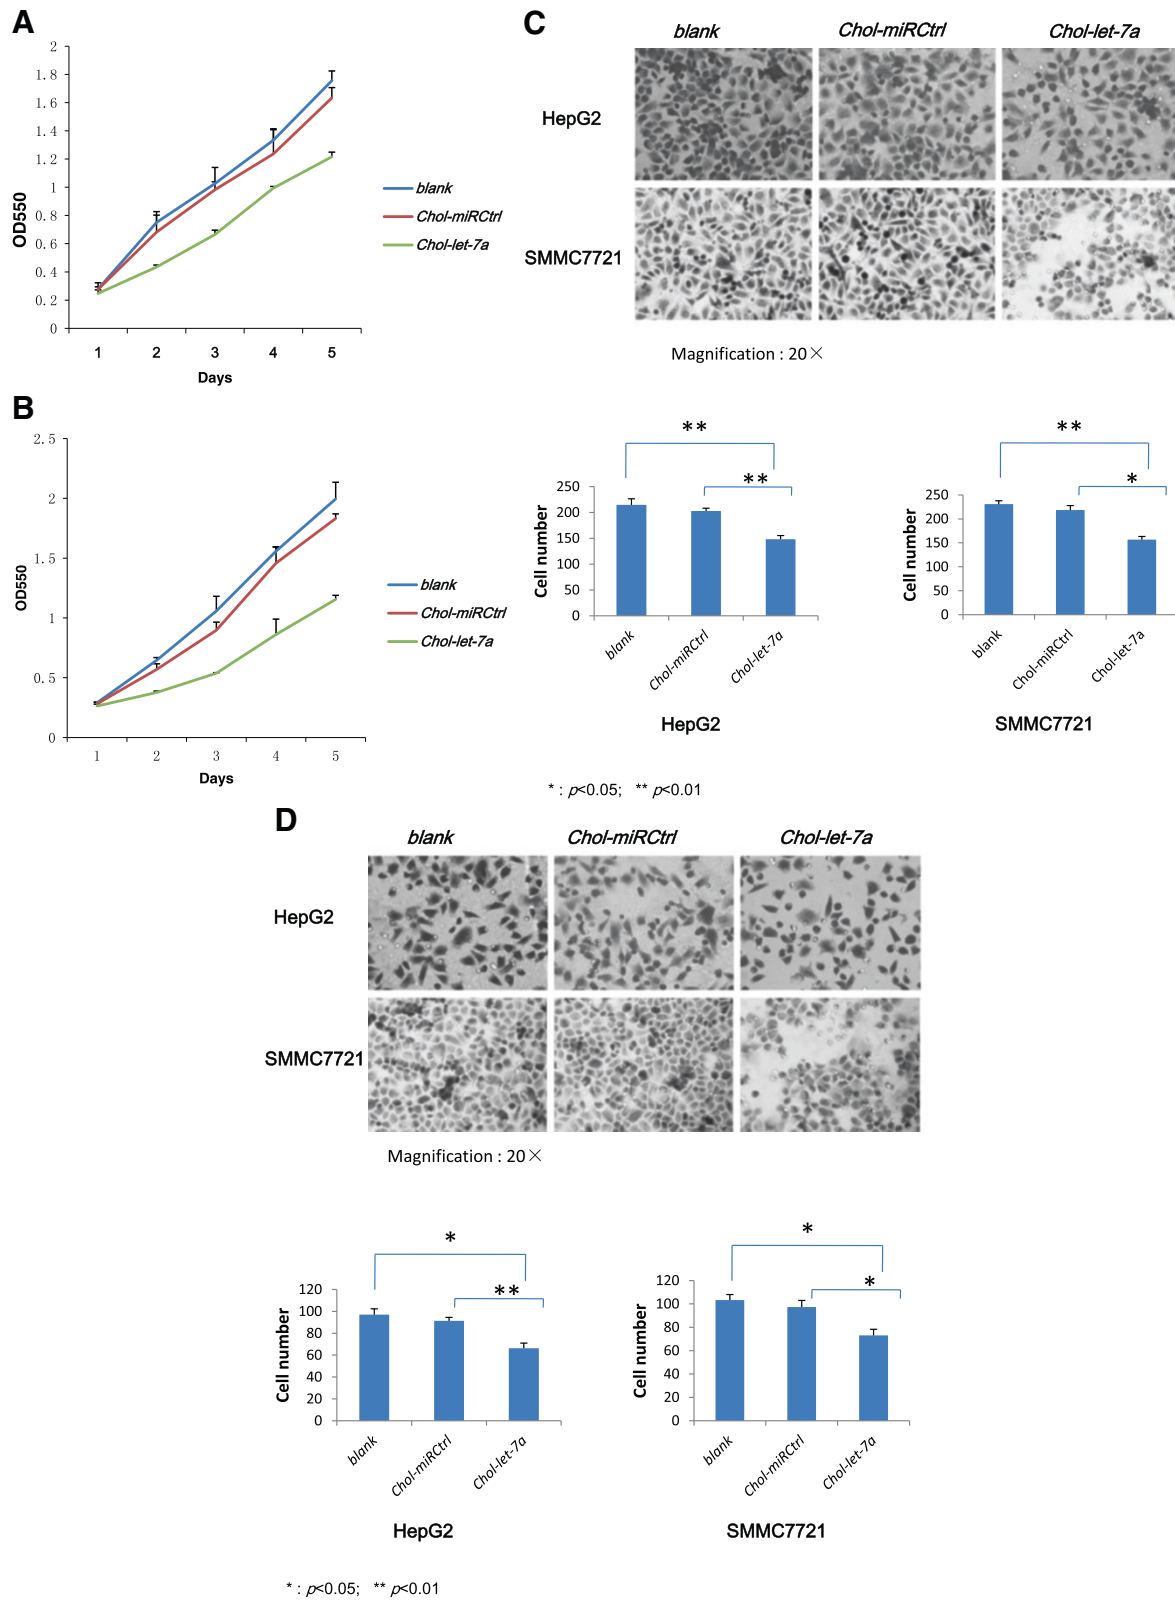 A
2
1.8
1.6
1.4
1.2
1
0.8
0.6
0.4
0.2
0
OD550
1 2 3 4 5
Days
blank
Chol-miRCtrl
Chol-let-7a
B
2.5
2
1.5
1
0.5
0
OD550
1 2 3 4 5
Days
blank
Chol-miRCtrl
Chol-let-7a
C
blank Chol-miRCtrl Chol-let-7a
HepG2
SMMC7721
Magnification : 20×
**
**
250
200
150
100
50
0
Cell number
blank
Chol-miRCtrl
Chol-let-7a
HepG2
**
*
250
200
150
100
50
0
Cell number
blank
Chol-miRCtrl
Chol-let-7a
SMMC7721
* : p<0.05; ** p<0.01
D
blank Chol-miRCtrl Chol-let-7a
HepG2
SMMC7721
Magnification : 20×
*
**
120
100
80
60
40
20
0
Cell number
blank
Chol-miRCtrl
Chol-let-7a
HepG2
*
*
120
100
80
60
40
20
0
Cell number
blank
Chol-miRCtrl
Chol-let-7a
SMMC7721
* : p<0.05; ** p<0.01